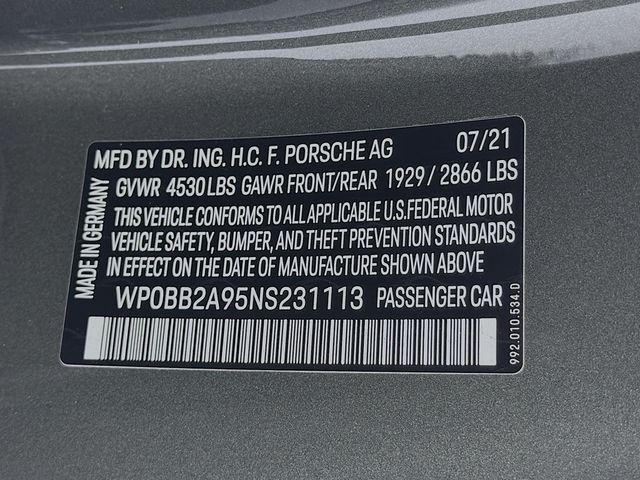 MFD BY DR. ING. H.C. F. PORSCHE AG 07/21
GVWR 4530 LBS GAWR FRONT/REAR 1929 / 2866 LBS
THIS VEHICLE CONFORMS TO ALL APPLICABLE U.S. FEDERAL MOTOR
VEHICLE SAFETY, BUMPER, AND THEFT PREVENTION STANDARDS
IN EFFECT ON THE DATE OF MANUFACTURE SHOWN ABOVE
WP0BB2A95NS231113 PASSENGER CAR
MADE IN GERMANY
992.010.534.D